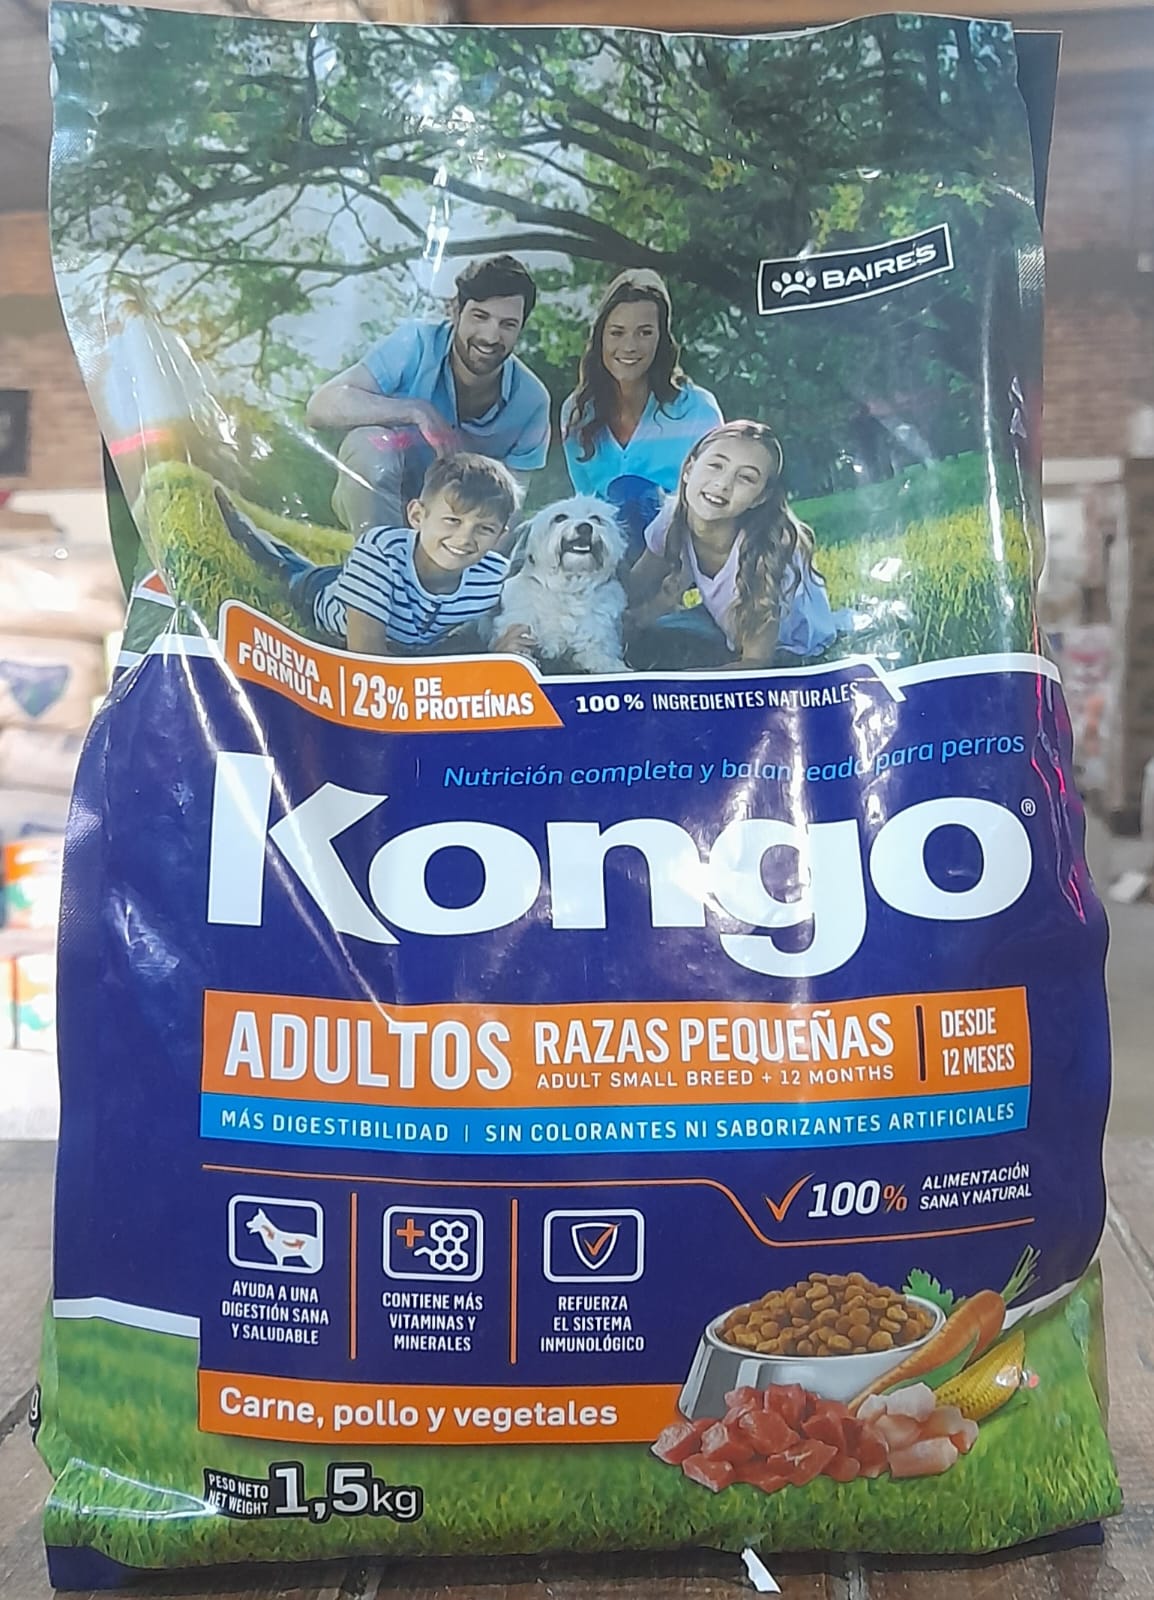 BAIRES
NUEVA
FÓRMULA
23% DE
PROTEÍNAS
100% INGREDIENTES NATURALES
Nutrición completa y balanceada para perros
Kongo®
ADULTOS
RAZAS PEQUEÑAS
ADULT SMALL BREED + 12 MONTHS
DESDE
12 MESES
MÁS DIGESTIBILIDAD | SIN COLORANTES NI SABORIZANTES ARTIFICIALES
100% ALIMENTACIÓN
SANA Y NATURAL
AYUDA A UNA
DIGESTIÓN SANA
Y SALUDABLE
CONTIENE MÁS
VITAMINAS Y
MINERALES
REFUERZA
EL SISTEMA
INMUNOLÓGICO
Carne, pollo y vegetales
PESO NETO
NET WEIGHT
1,5kg